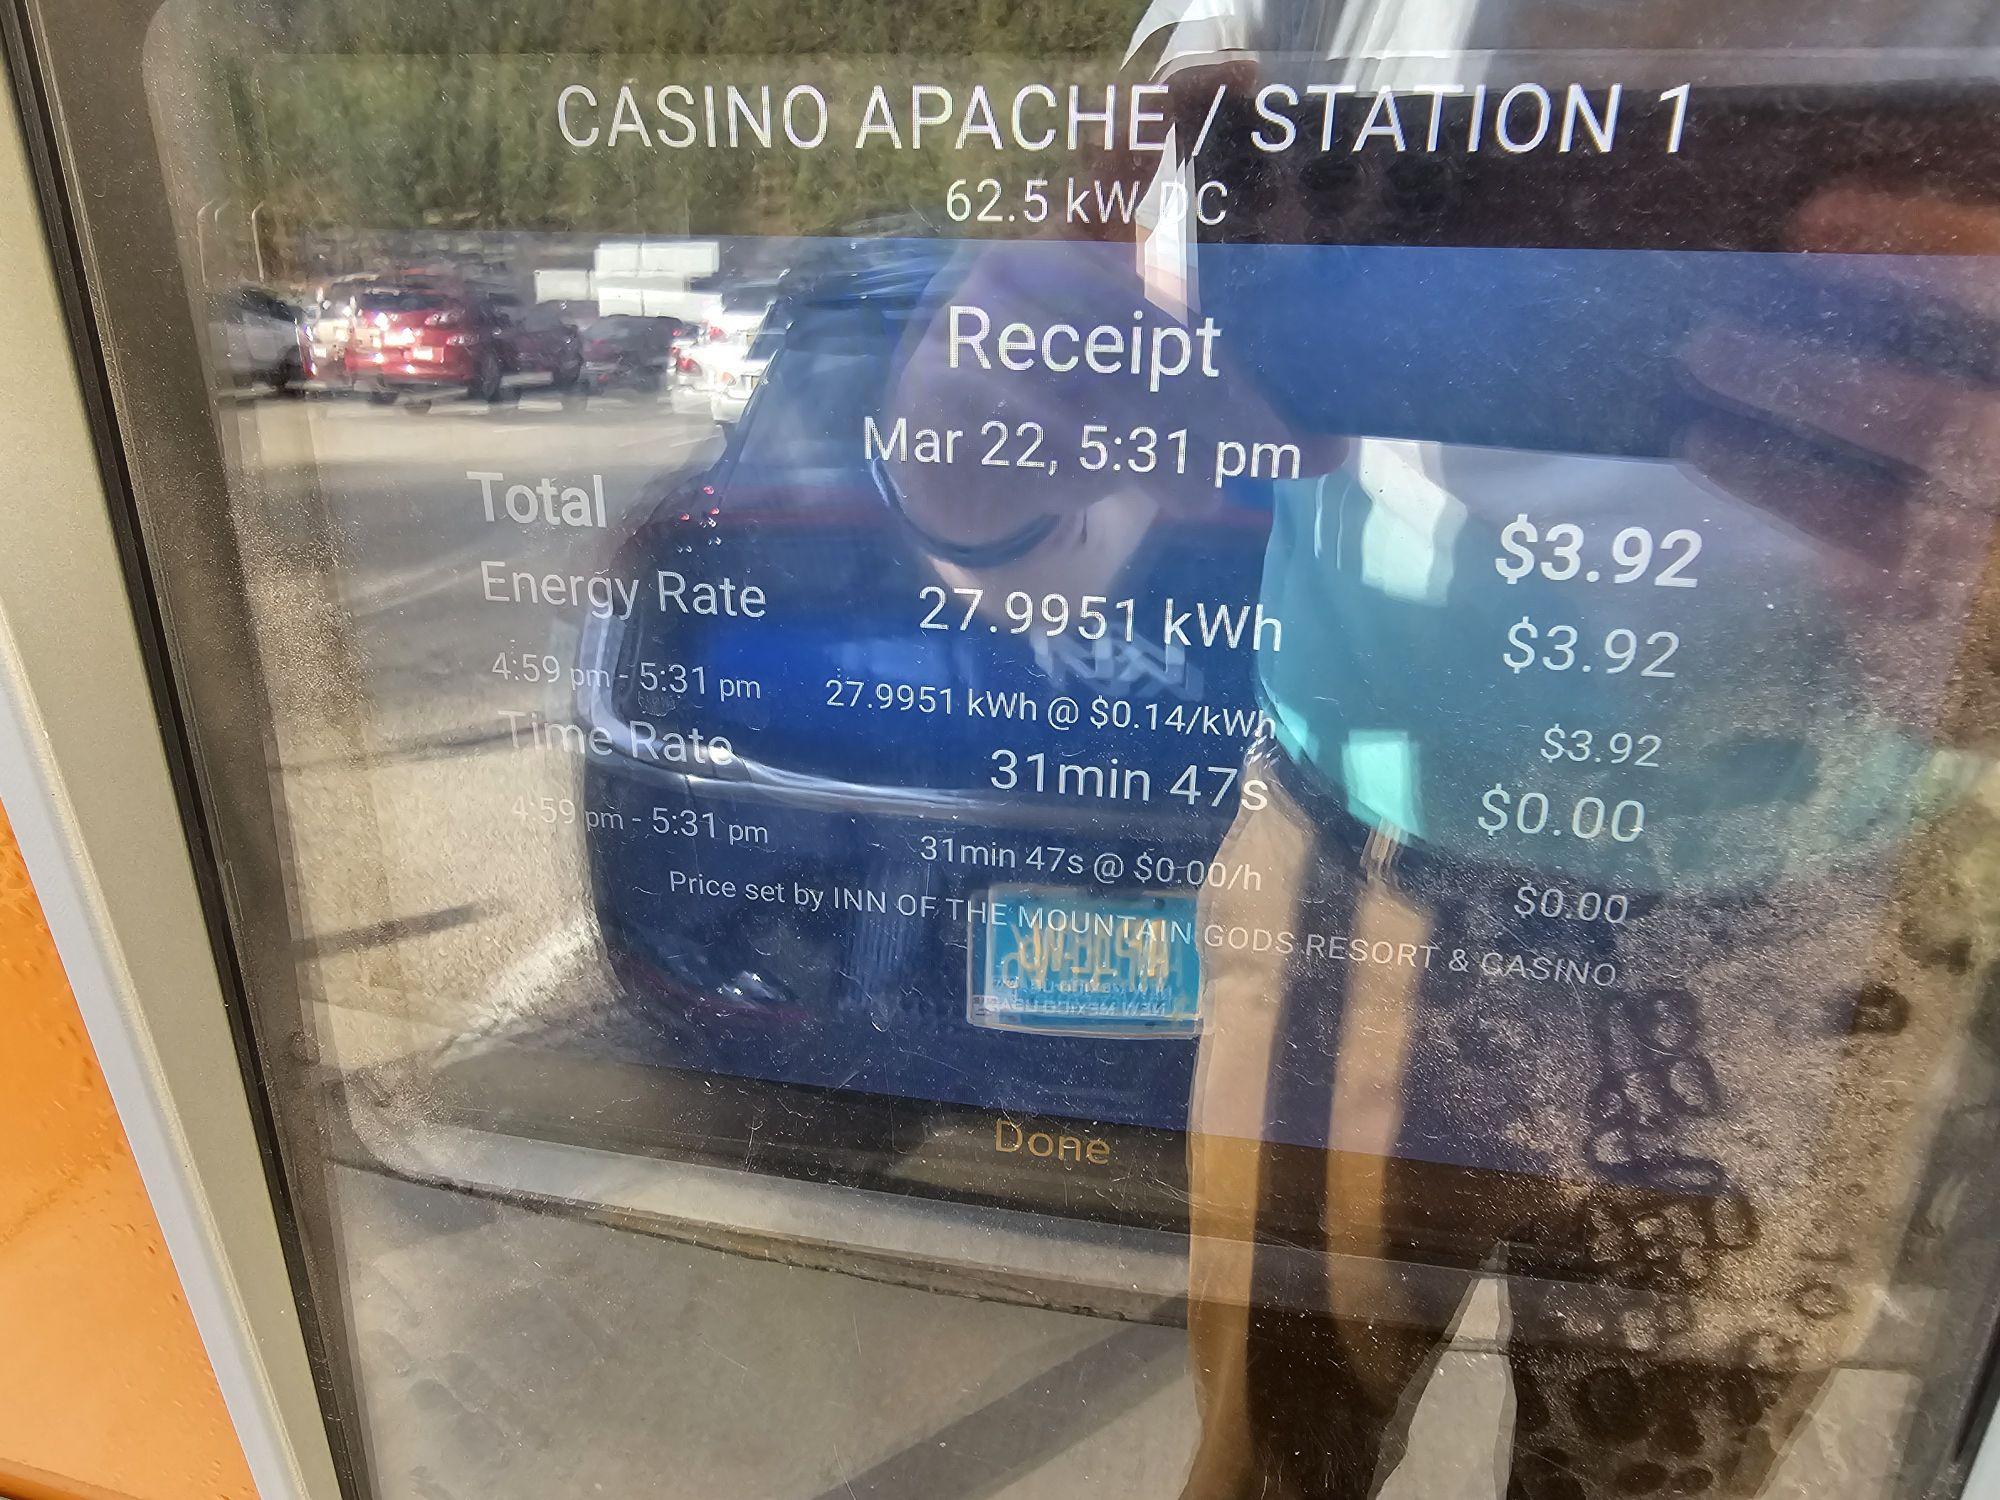 CASINO APACHE / STATION 1
62.5 kW DC
Receipt
Mar 22, 5:31 pm
Total $3.92
Energy Rate 27.9951 kWh $3.92
4:59 pm - 5:31 pm 27.9951 kWh @ $0.14/kWh $3.92
Time Rate 31min 47s $0.00
4:59 pm - 5:31 pm 31min 47s @ $0.00/h $0.00
Price set by INN OF THE MOUNTAIN GODS RESORT & CASINO
Done